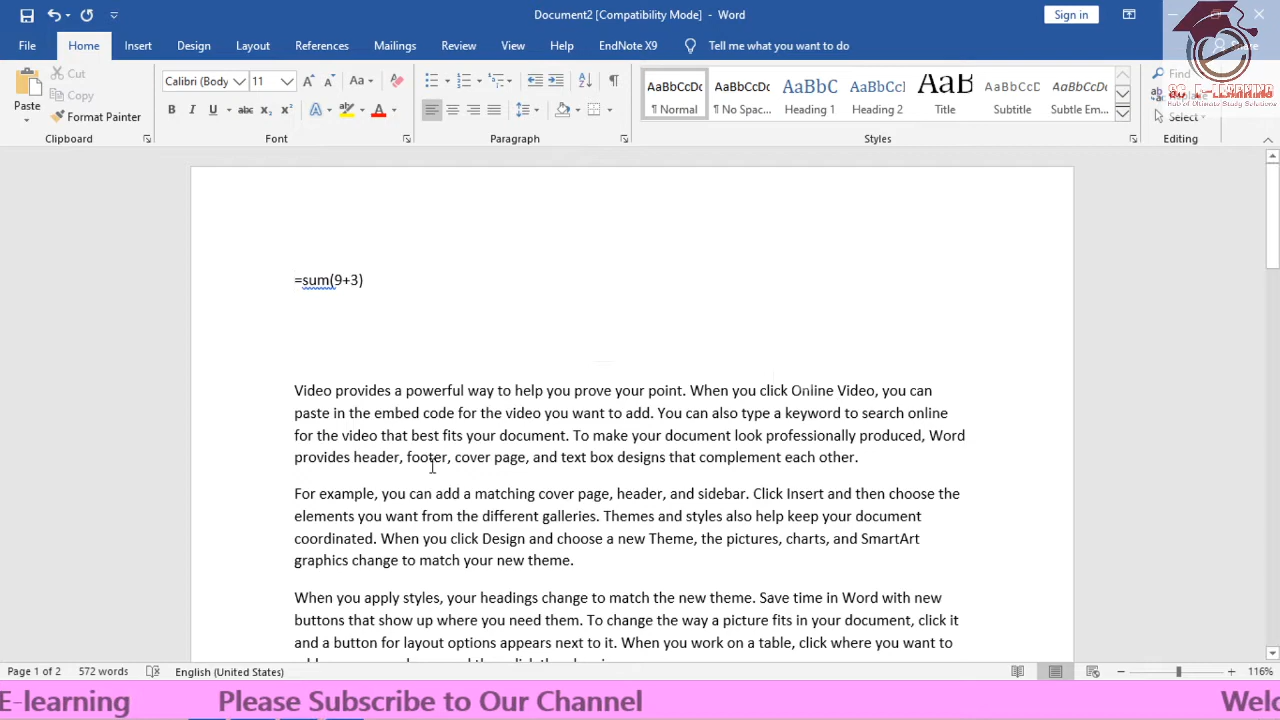 Document2 [Compatibility Mode] - Word
Sign in
File Home Insert Design Layout References Mailings Review View Help EndNote X9 Tell me what you want to do
Share
Paste
Cut
Copy
Format Painter
Clipboard
Calibri (Body 11
Font
Paragraph
AaBbCcDc AaBbCcDc AaBbC AaBbCcI AaB AaBbCcD AaBbCcDc
¶ Normal ¶ No Spac... Heading 1 Heading 2 Title Subtitle Subtle Em...
Styles
Find
Select
Editing
E-LEARNING
Hub of Ultimate Study Solutions
=sum(9+3)
Video provides a powerful way to help you prove your point. When you click Online Video, you can
paste in the embed code for the video you want to add. You can also type a keyword to search online
for the video that best fits your document. To make your document look professionally produced, Word
provides header, footer, cover page, and text box designs that complement each other.
For example, you can add a matching cover page, header, and sidebar. Click Insert and then choose the
elements you want from the different galleries. Themes and styles also help keep your document
coordinated. When you click Design and choose a new Theme, the pictures, charts, and SmartArt
graphics change to match your new theme.
When you apply styles, your headings change to match the new theme. Save time in Word with new
buttons that show up where you need them. To change the way a picture fits in your document, click it
and a button for layout options appears next to it. When you work on a table, click where you want to
Page 1 of 2 572 words English (United States) 116%
E-learning Please Subscribe to Our Channel Welc